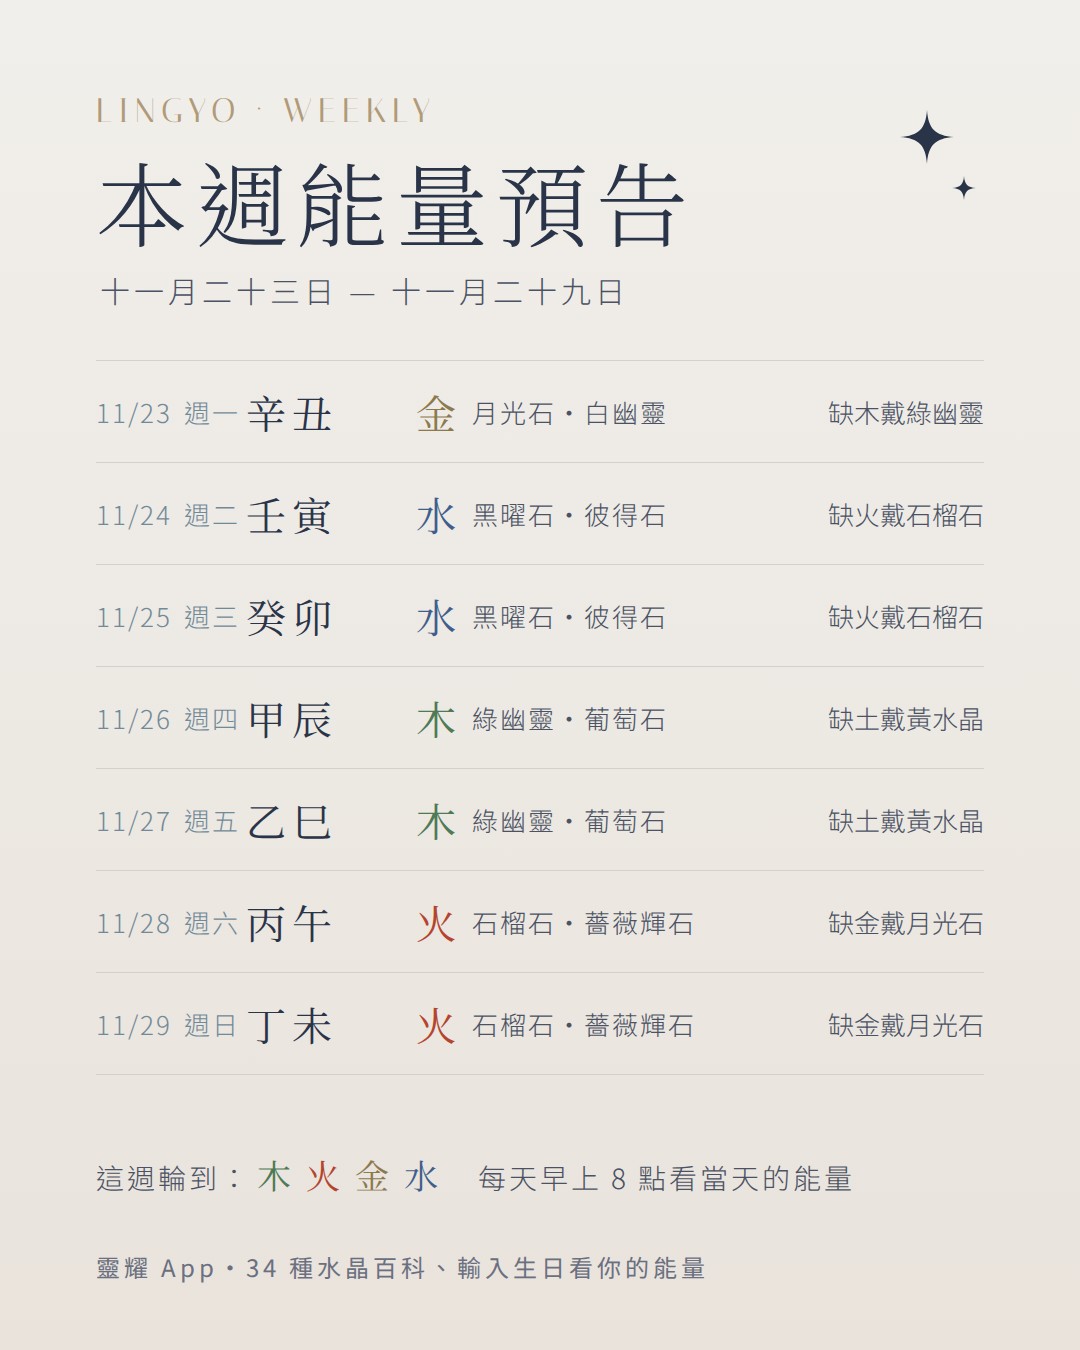 LINGYO · WEEKLY
本週能量預告
十一月二十三日 — 十一月二十九日
11/23 週一 辛丑 金 月光石・白幽靈 缺木戴綠幽靈
11/24 週二 壬寅 水 黑曜石・彼得石 缺火戴石榴石
11/25 週三 癸卯 水 黑曜石・彼得石 缺火戴石榴石
11/26 週四 甲辰 木 綠幽靈・葡萄石 缺土戴黃水晶
11/27 週五 乙巳 木 綠幽靈・葡萄石 缺土戴黃水晶
11/28 週六 丙午 火 石榴石・薔薇輝石 缺金戴月光石
11/29 週日 丁未 火 石榴石・薔薇輝石 缺金戴月光石
這週輪到：木 火 金 水 每天早上 8 點看當天的能量
靈耀 App・34 種水晶百科、輸入生日看你的能量